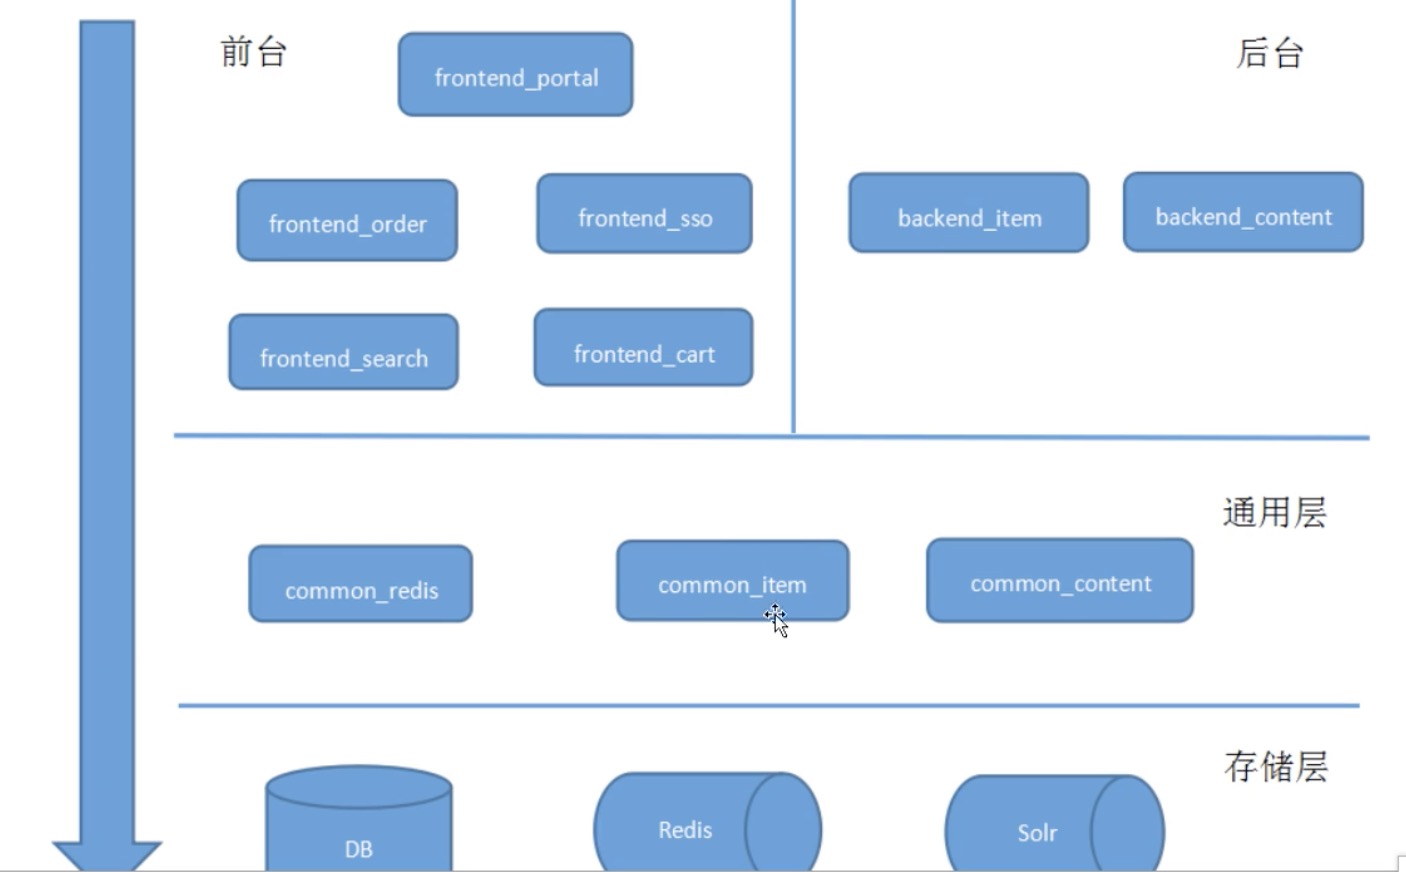 前台
frontend_portal
后台
frontend_order
frontend_sso
backend_item
backend_content
frontend_search
frontend_cart
通用层
common_redis
common_item
common_content
存储层
DB
Redis
Solr